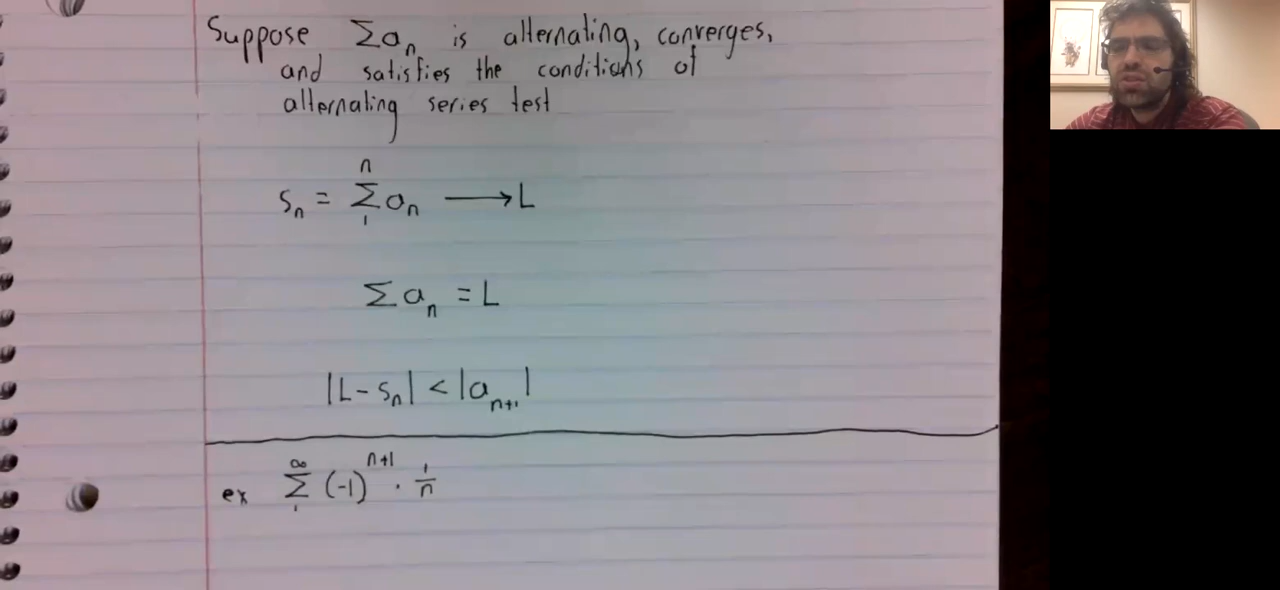 Suppose Σaₙ is alternating, converges,
and satisfies the conditions of
alternating series test
sₙ = Σ₁ⁿ aₙ ⟶ L
Σ aₙ = L
|L - sₙ| < |aₙ₊₁|
ex Σ₁^∞ (-1)^(n+1) · 1/n